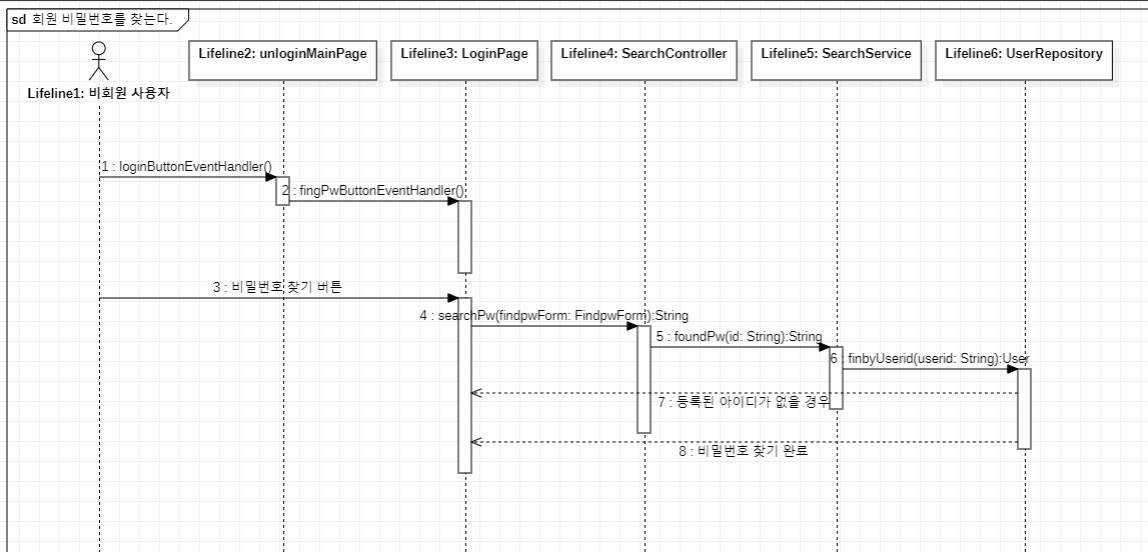 sd 회원 비밀번호를 찾는다.
Lifeline1: 비회원 사용자
Lifeline2: unloginMainPage
Lifeline3: LoginPage
Lifeline4: SearchController
Lifeline5: SearchService
Lifeline6: UserRepository
1 : loginButtonEventHandler()
2 : fingPwButtonEventHandler()
3 : 비밀번호 찾기 버튼
4 : searchPw(findpwForm: FindpwForm):String
5 : foundPw(id: String):String
6 : finbyUserid(userid: String):User
7 : 등록된 아이디가 없을 경우
8 : 비밀번호 찾기 완료